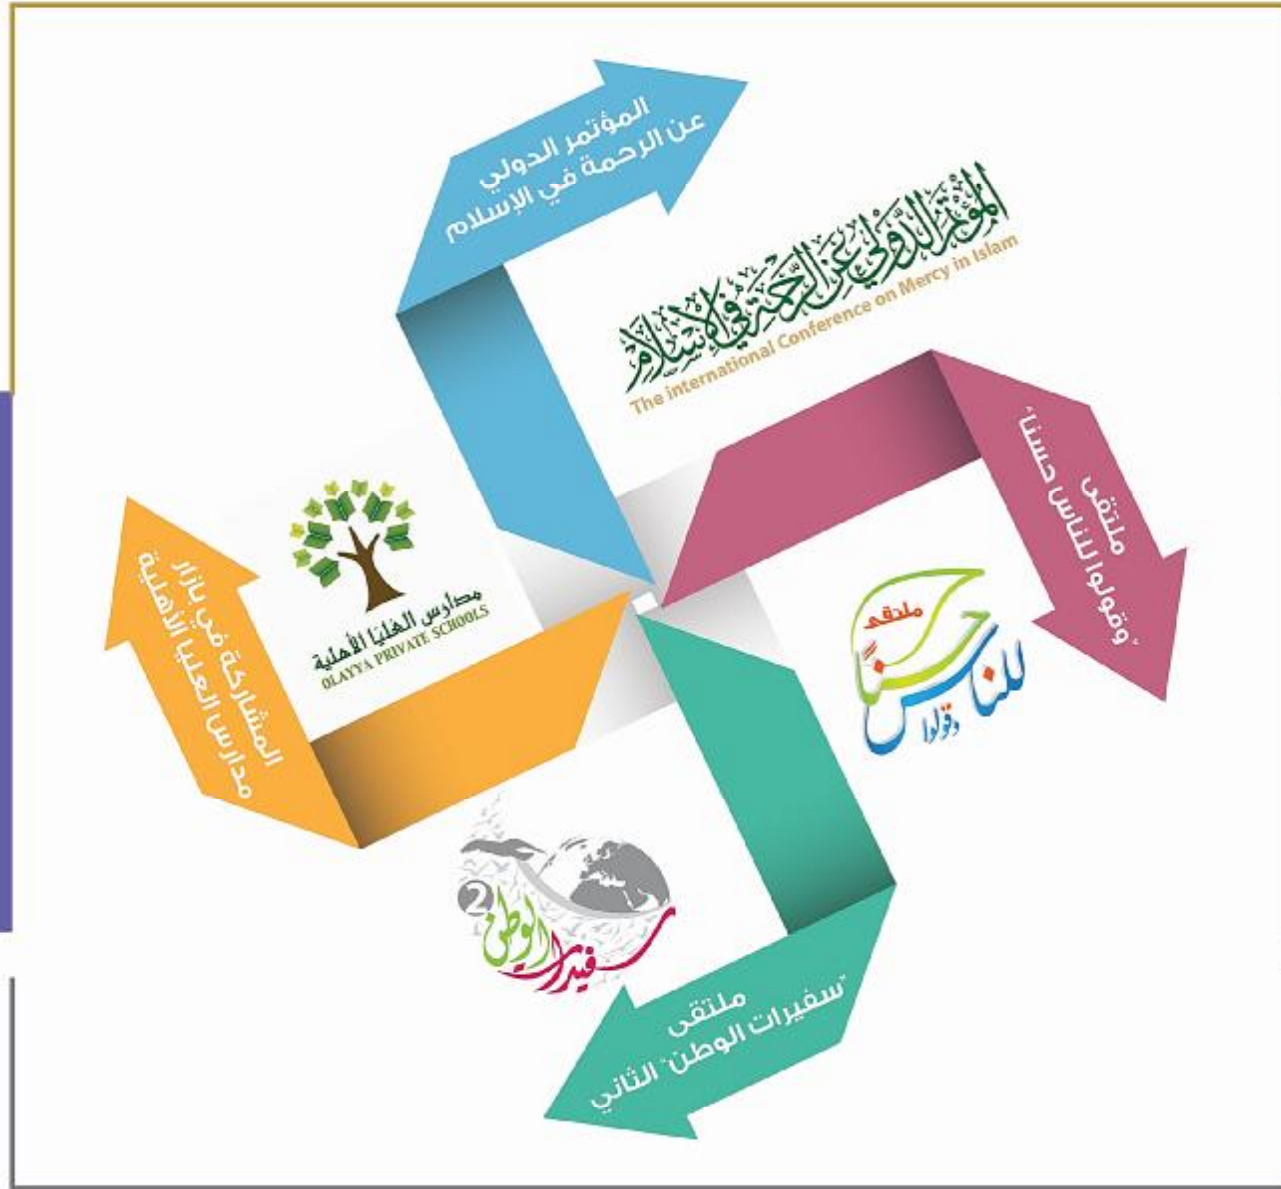 المؤتمر الدولي
عن الرحمة في الإسلام
المؤتمر الدولي عن الرحمة في الإسلام
The international Conference on Mercy in Islam
ملتقى
"وقولوا للناس حسنا"
ملتقى
وقولوا للناس حسنًا
مدارس العليا الأهلية
OLAYYA PRIVATE SCHOOLS
المشاركة في بازار
مدارس العليا الأهلية
2
سفيرات الوطن
ملتقى
"سفيرات الوطن" الثاني